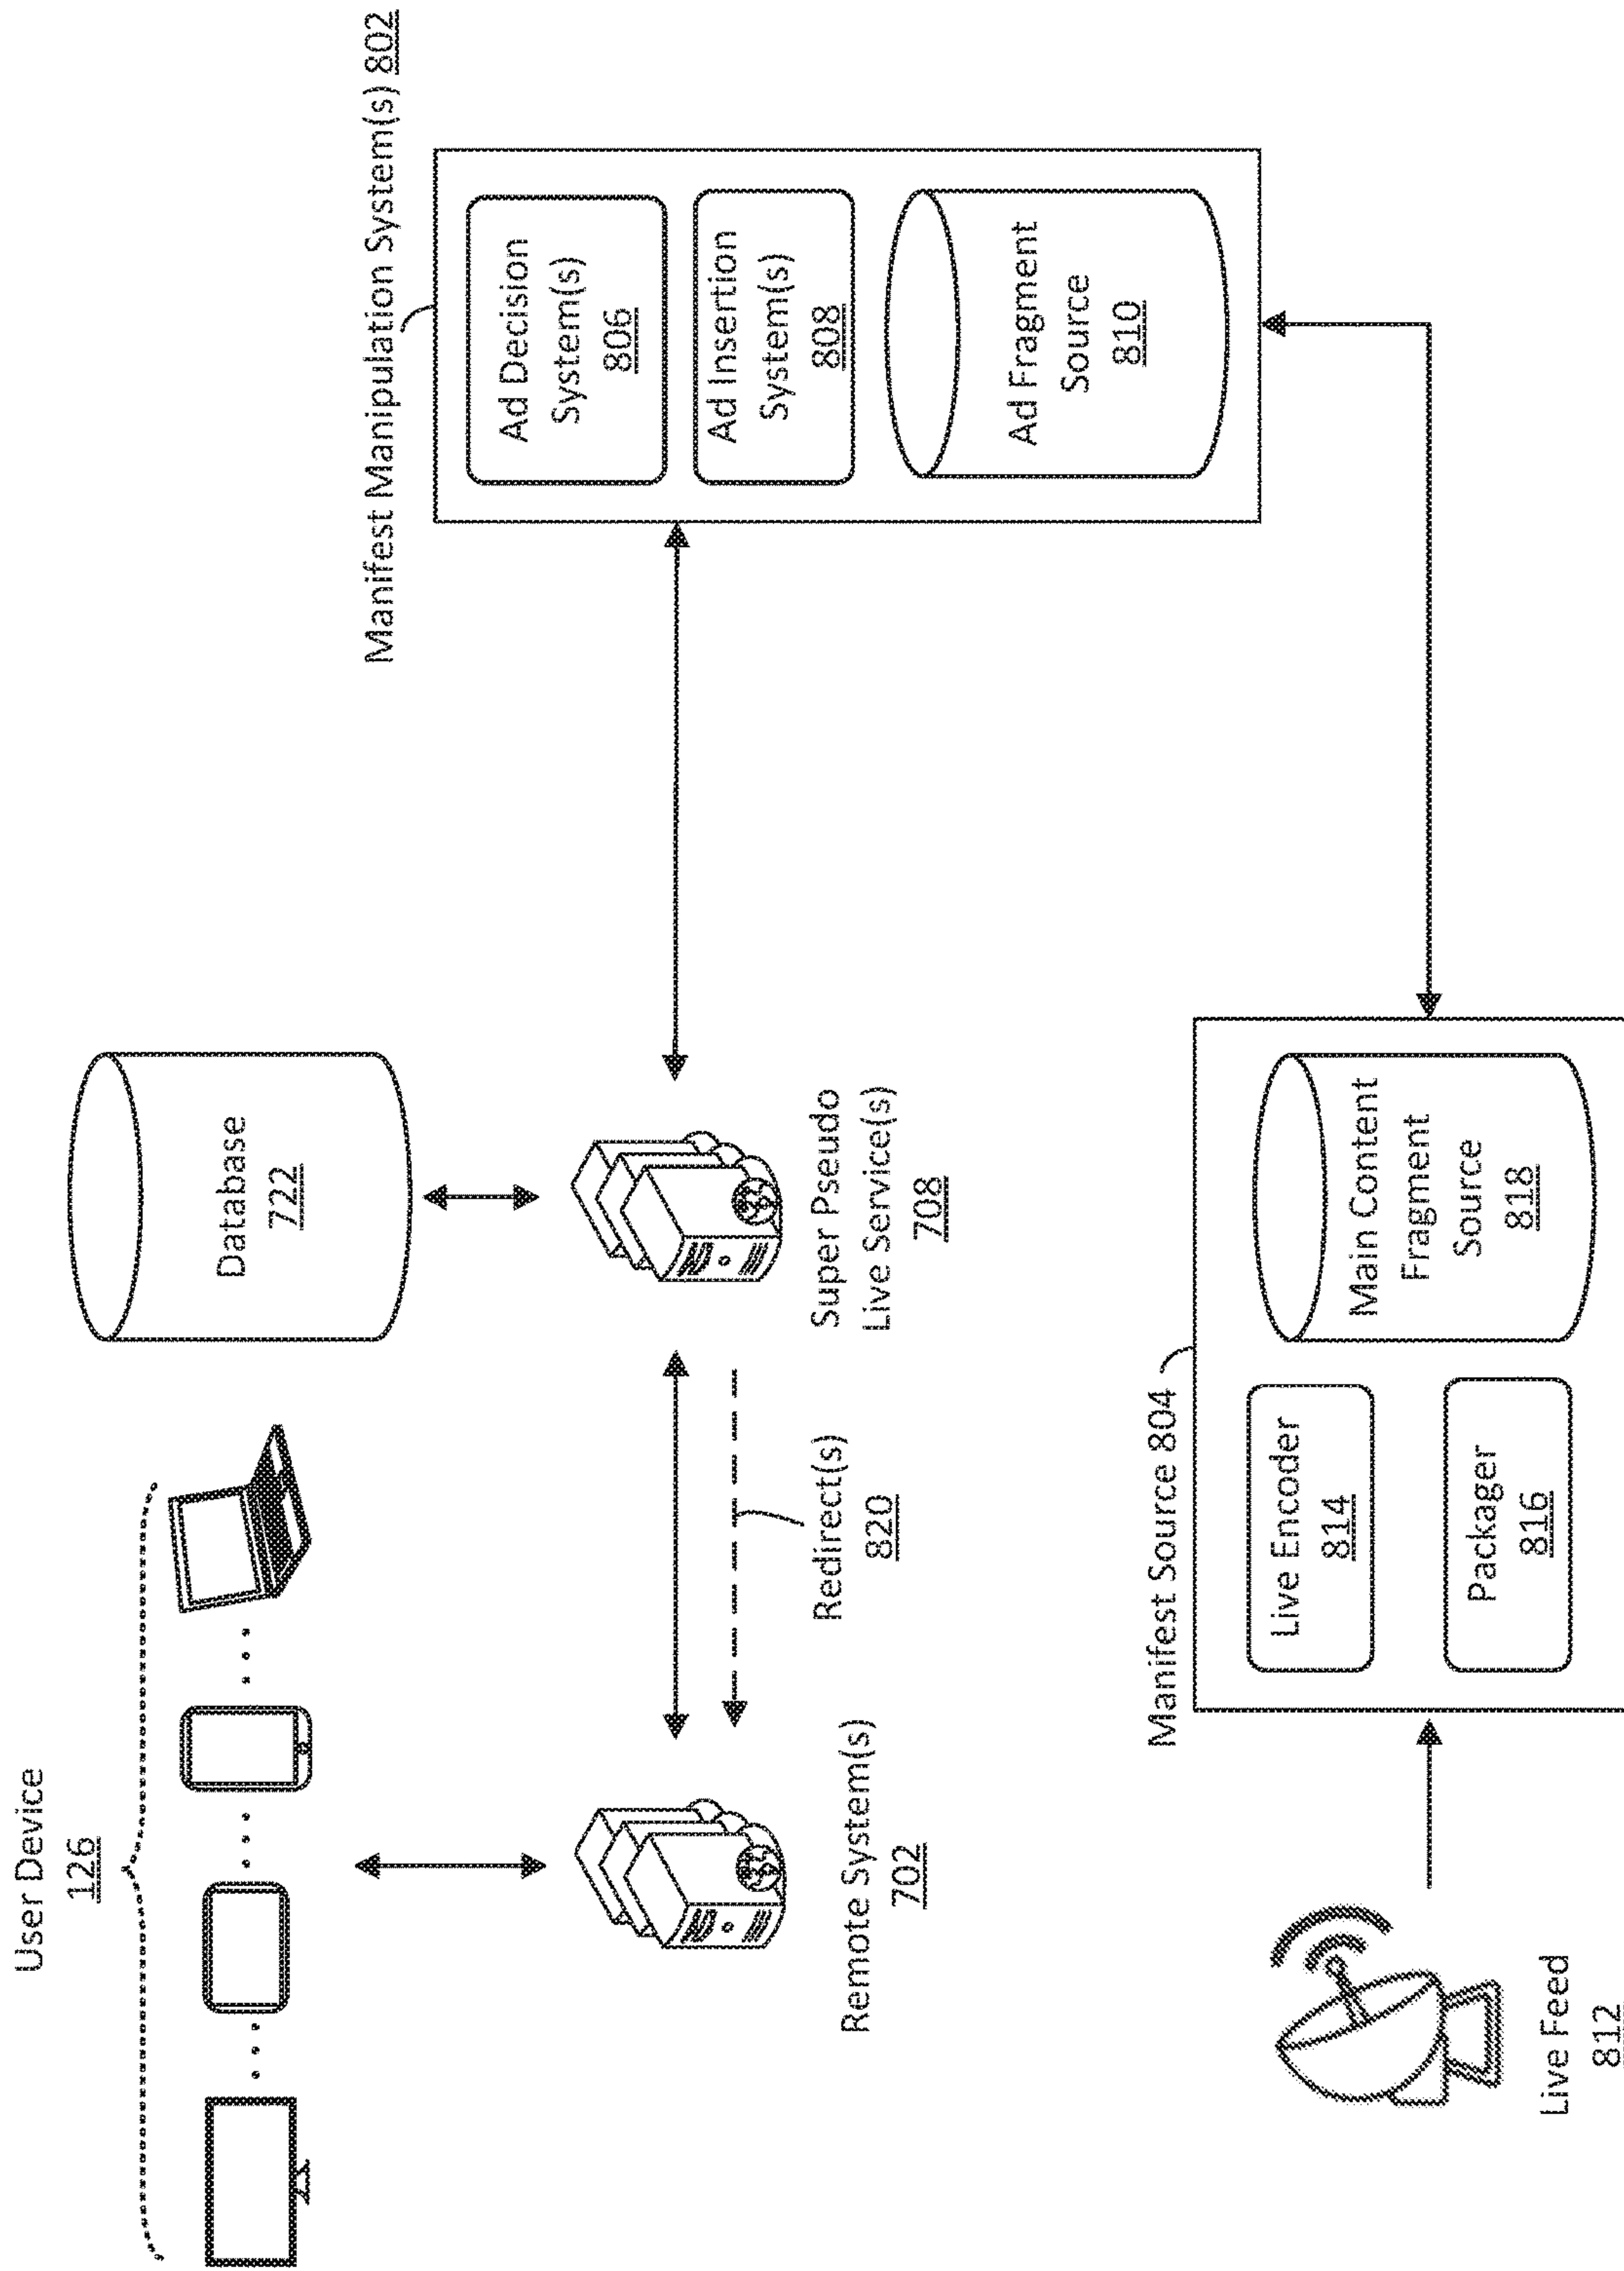 User Device
126
Database
722
Manifest Manipulation System(s) 802
Ad Decision
System(s)
806
Ad Insertion
System(s)
808
Ad Fragment
Source
810
Remote System(s)
702
Redirect(s)
820
Super Pseudo
Live Service(s)
708
Manifest Source 804
Live Encoder
814
Packager
816
Main Content
Fragment
Source
818
Live Feed
812